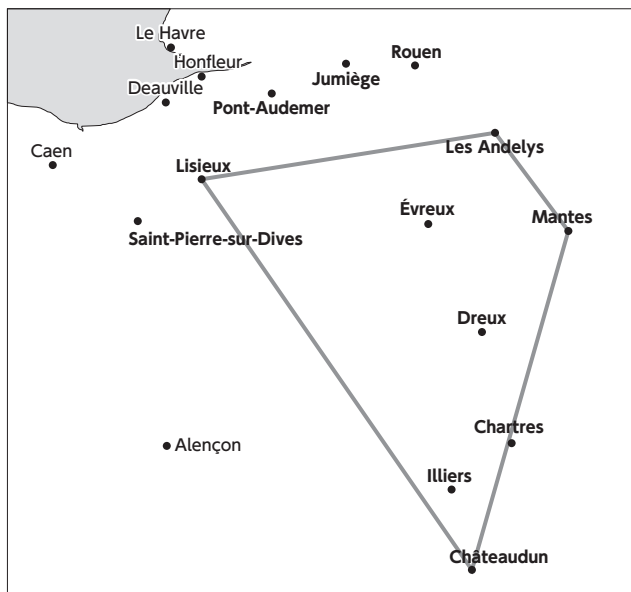 Le Havre
Honfleur
Deauville
Rouen
Jumiège
Pont-Audemer
Caen
Lisieux
Les Andelys
Saint-Pierre-sur-Dives
Évreux
Mantes
Dreux
Alençon
Chartres
Illiers
Châteaudun